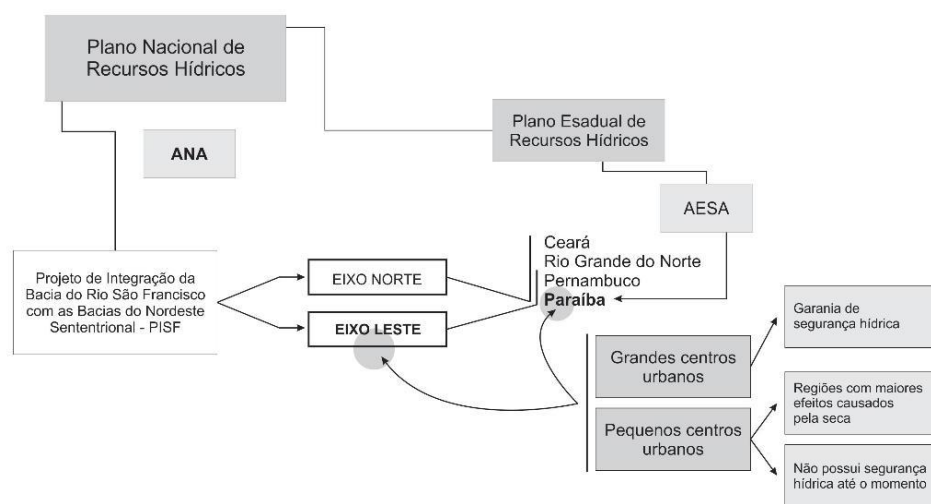 Plano Nacional de
Recursos Hídricos
ANA
Plano Esadual de
Recursos Hídricos
AESA
Projeto de Integração da
Bacia do Rio São Francisco
com as Bacias do Nordeste
Sententrional - PISF
EIXO NORTE
EIXO LESTE
Ceará
Rio Grande do Norte
Pernambuco
Paraíba
Grandes centros
urbanos
Pequenos centros
urbanos
Garania de
segurança hídrica
Regiões com maiores
efeitos causados
pela seca
Não possui segurança
hídrica até o momento